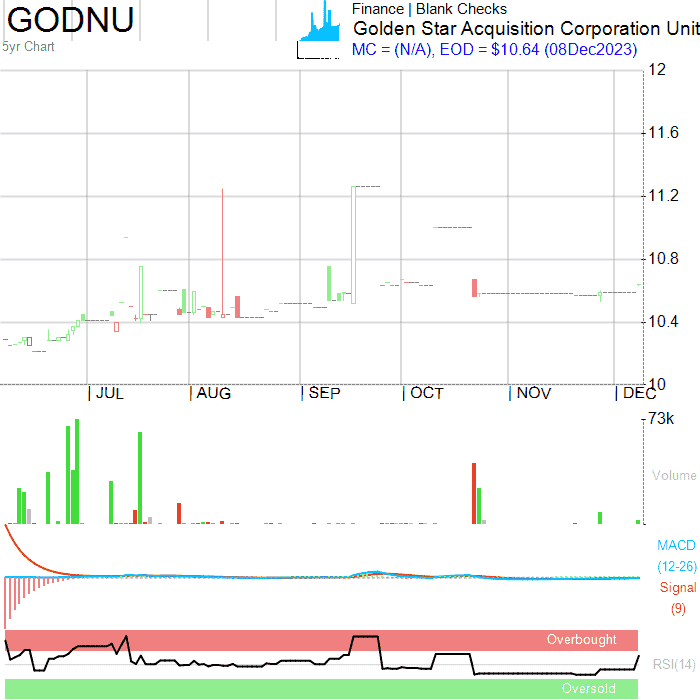 GODNU
5yr Chart
Finance | Blank Checks
Golden Star Acquisition Corporation Unit
MC = (N/A), EOD = $10.64 (08Dec2023)
12
11.6
11.2
10.8
10.4
10
JUL AUG SEP OCT NOV DEC
73k
Volume
MACD
(12-26)
Signal
(9)
Overbought
RSI(14)
Oversold